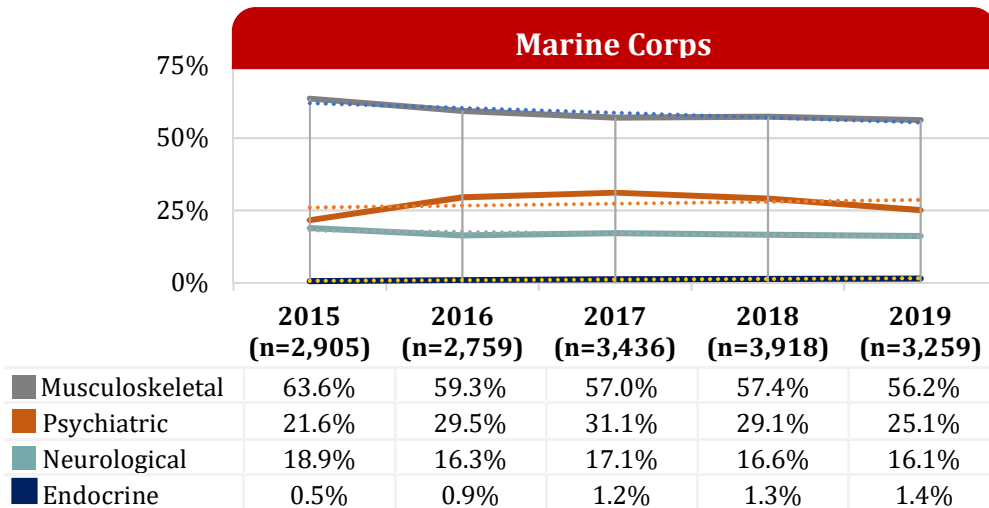 Marine Corps
75%
50%
25%
0%
2015 2016 2017 2018 2019
(n=2,905) (n=2,759) (n=3,436) (n=3,918) (n=3,259)
Musculoskeletal 63.6% 59.3% 57.0% 57.4% 56.2%
Psychiatric 21.6% 29.5% 31.1% 29.1% 25.1%
Neurological 18.9% 16.3% 17.1% 16.6% 16.1%
Endocrine 0.5% 0.9% 1.2% 1.3% 1.4%